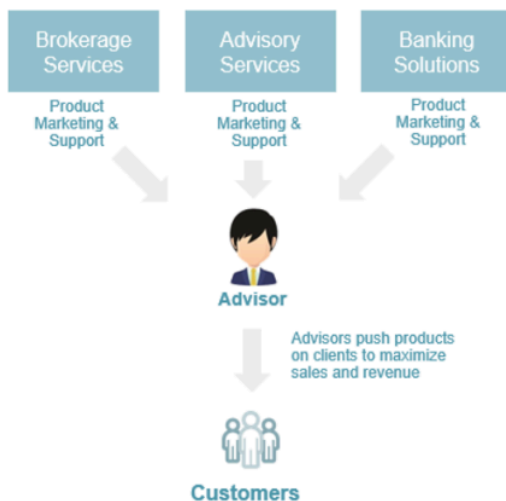 Brokerage
Services
Advisory
Services
Banking
Solutions
Product
Marketing &
Support
Product
Marketing &
Support
Product
Marketing &
Support
Advisor
Advisors push products
on clients to maximize
sales and revenue
Customers